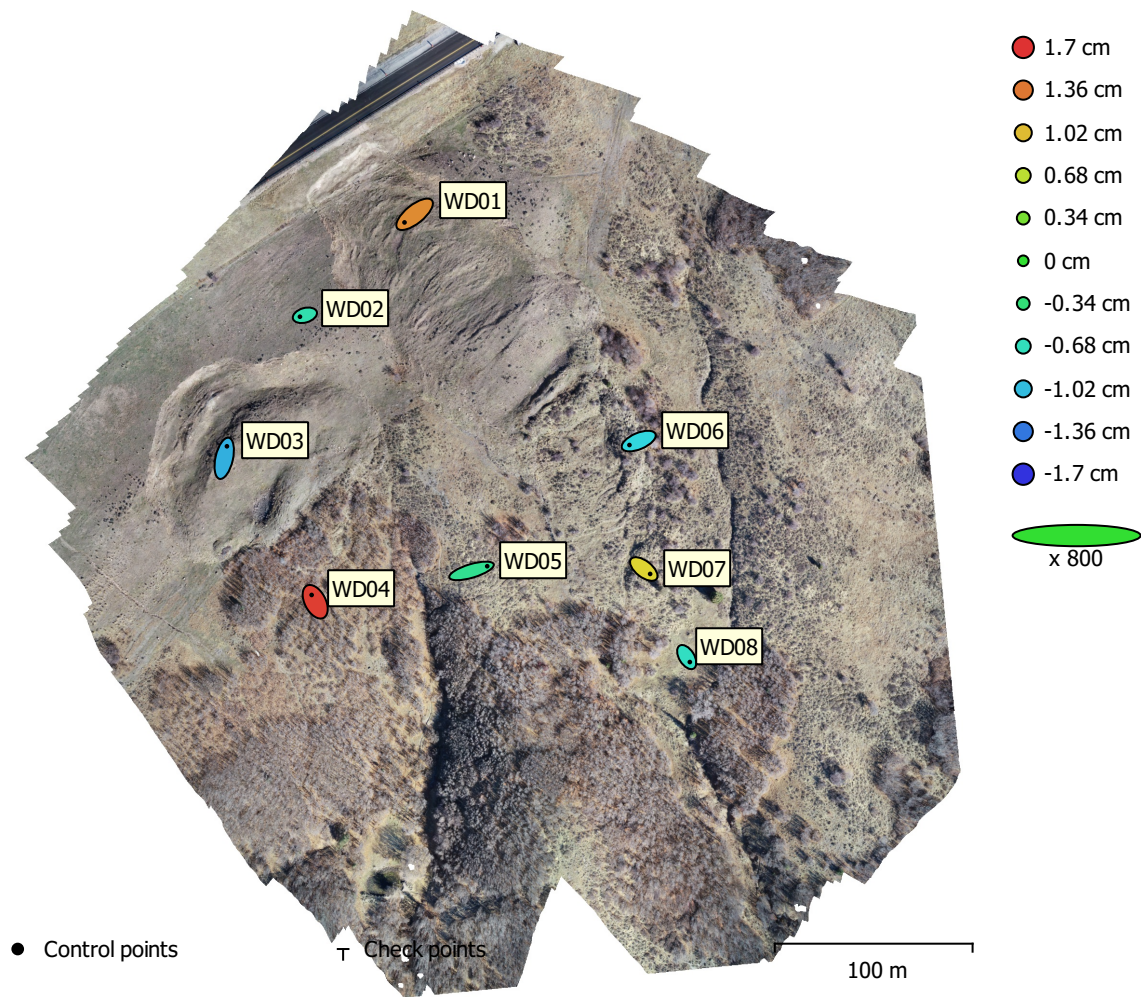 1.7 cm
1.36 cm
WD01
1.02 cm
0.68 cm
0.34 cm
0 cm
WD02
-0.34 cm
-0.68 cm
-1.02 cm
WD03
WD06
-1.36 cm
-1.7 cm
WD05
x 800
WD04
WD07
WD08
Control points
Check points
100 m